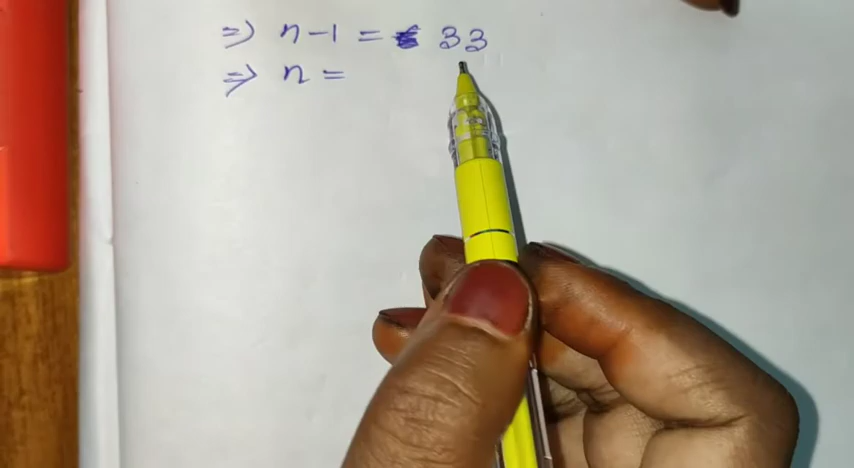 ⇒ n-1 = 33
⇒ n =